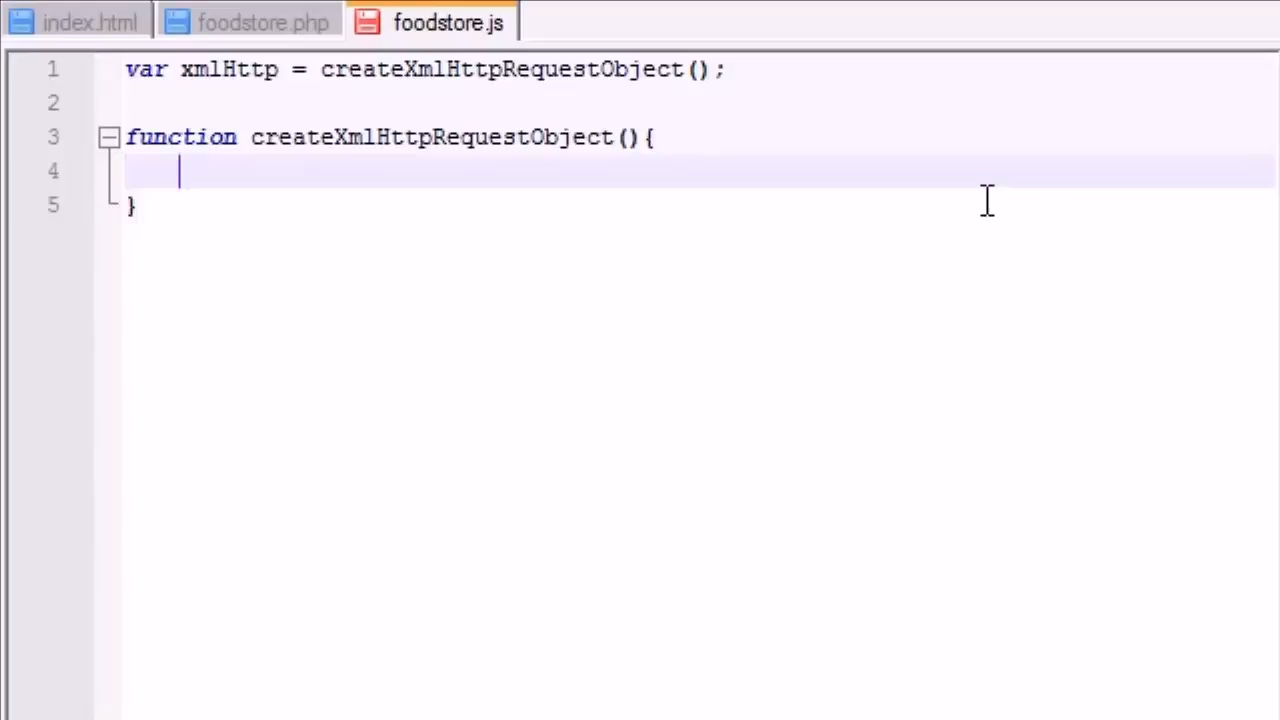 index.html foodstore.php foodstore.js
1 var xmlHttp = createXmlHttpRequestObject();
2
3 function createXmlHttpRequestObject(){
4
5 }